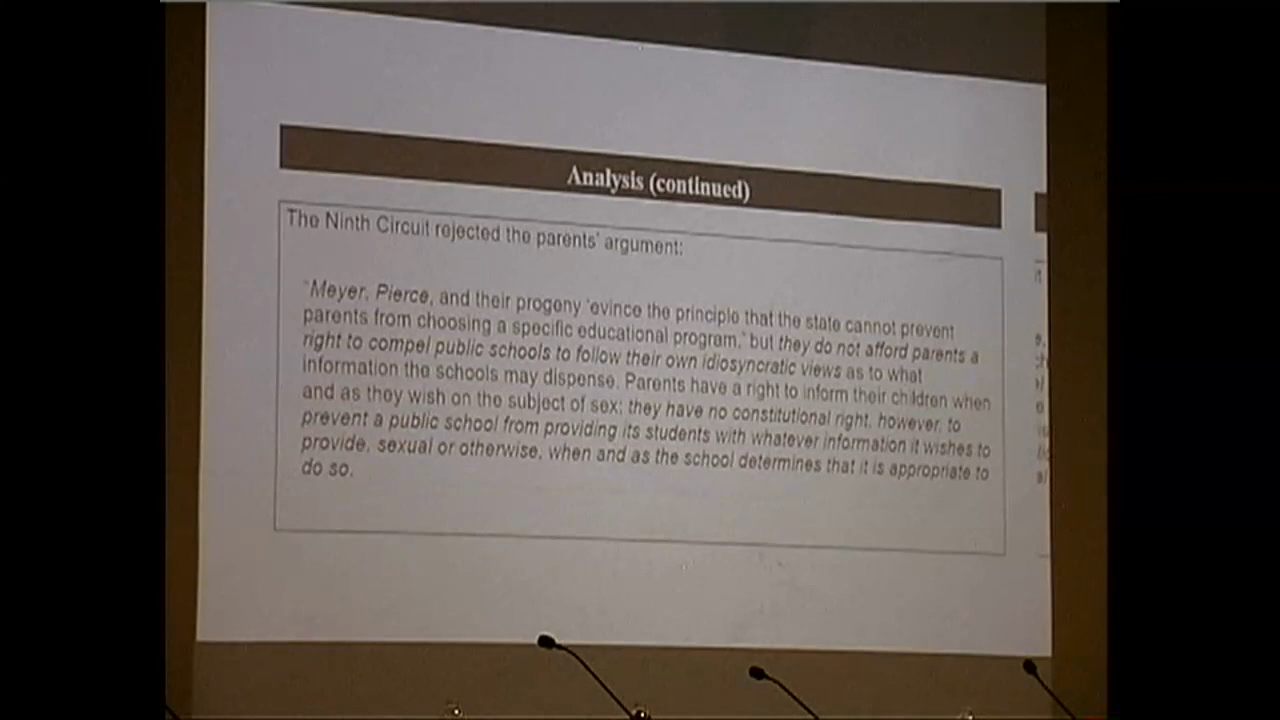 Analysis (continued)
The Ninth Circuit rejected the parents' argument:
"Meyer, Pierce, and their progeny 'evince the principle that the state cannot prevent
parents from choosing a specific educational program,' but they do not afford parents a
right to compel public schools to follow their own idiosyncratic views as to what
information the schools may dispense. Parents have a right to inform their children when
and as they wish on the subject of sex; they have no constitutional right, however, to
prevent a public school from providing its students with whatever information it wishes to
provide, sexual or otherwise, when and as the school determines that it is appropriate to
do so.